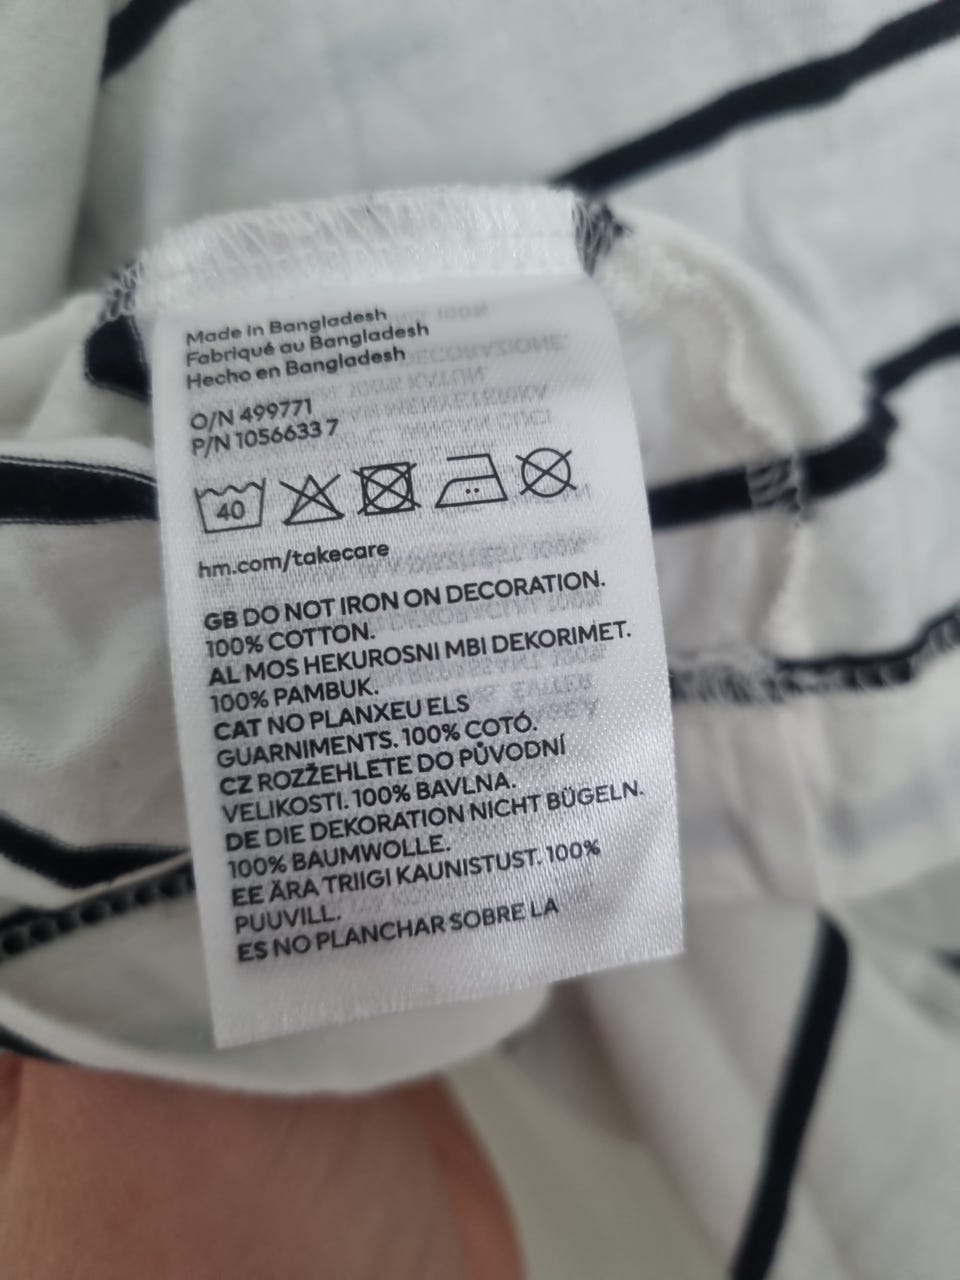 Made in Bangladesh
Fabriqué au Bangladesh
Hecho en Bangladesh
O/N 499771
P/N 1056633 7
40
hm.com/takecare
GB DO NOT IRON ON DECORATION.
100% COTTON.
AL MOS HEKUROSNI MBI DEKORIMET.
100% PAMBUK.
CAT NO PLANXEU ELS
GUARNIMENTS. 100% COTÓ.
CZ ROZŽEHLETE DO PŮVODNÍ
VELIKOSTI. 100% BAVLNA.
DE DIE DEKORATION NICHT BÜGELN.
100% BAUMWOLLE.
EE ÄRA TRIIGI KAUNISTUST. 100%
PUUVILL.
ES NO PLANCHAR SOBRE LA